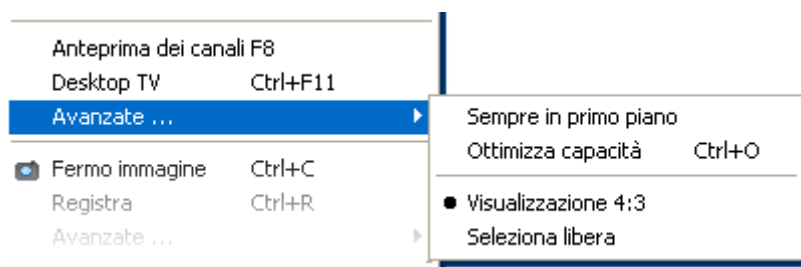 Anteprima dei canali F8
Desktop TV Ctrl+F11
Avanzate ...
Fermo immagine Ctrl+C
Registra Ctrl+R
Avanzate ...
Sempre in primo piano
Ottimizza capacità Ctrl+O
Visualizzazione 4:3
Seleziona libera